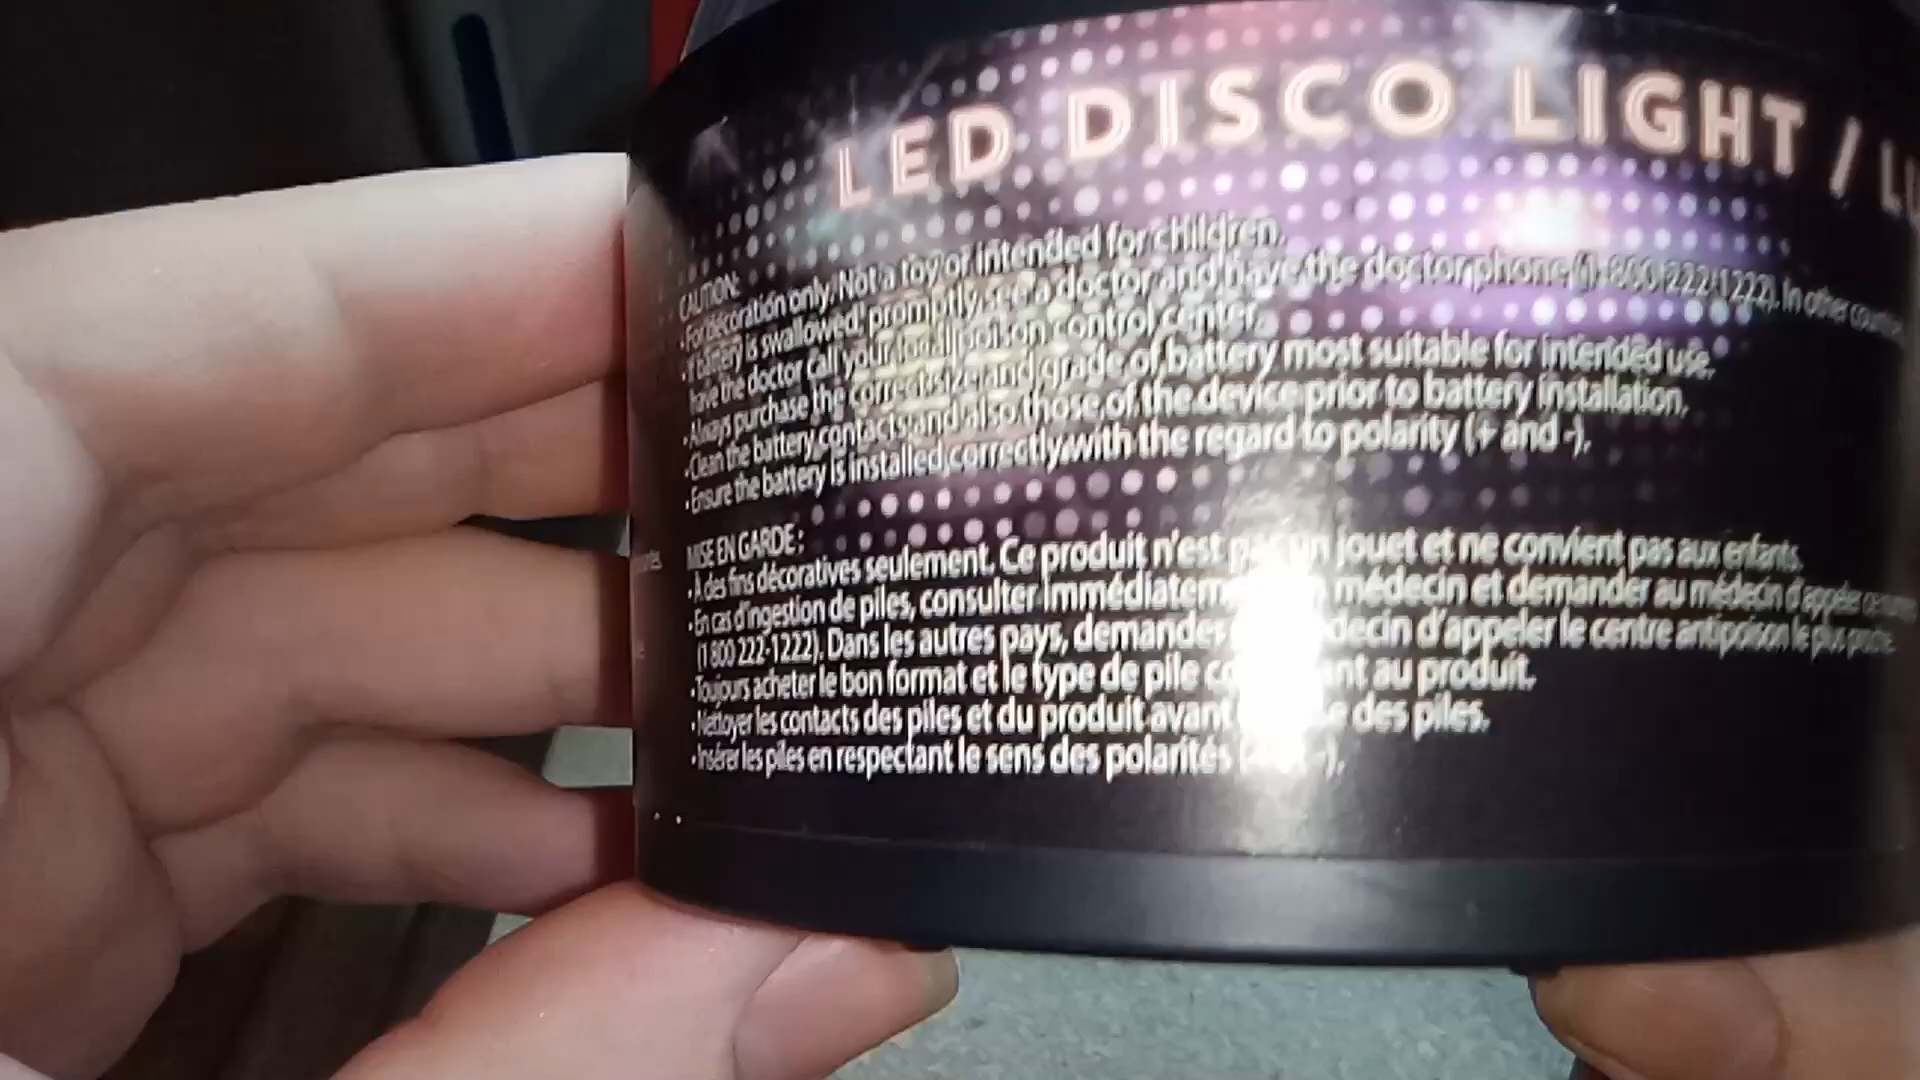 LED DISCO LIGHT /
CAUTION:
• For decoration only. Not a toy or intended for children.
• If battery is swallowed, promptly see a doctor and have the doctor phone (1-800-222-1222). In other
have the doctor call your local poison control center.
• Always purchase the correct size and grade of battery most suitable for intended use.
• Clean the battery contacts and also those of the device prior to battery installation.
• Ensure the battery is installed correctly with the regard to polarity (+ and -).
MISE EN GARDE :
• À des fins décoratives seulement. Ce produit n'est pas un jouet et ne convient pas aux enfants.
• En cas d'ingestion de piles, consulter médecin et demander au médecin d'appeler
(1 800 222-1222). Dans les autres pays, demander d'appeler le centre antipoison le plus proche.
• Toujours acheter le bon format et le type de pile au produit.
• Nettoyer les contacts des piles et du produit avant des piles.
• Insérer les piles en respectant le sens des polarités